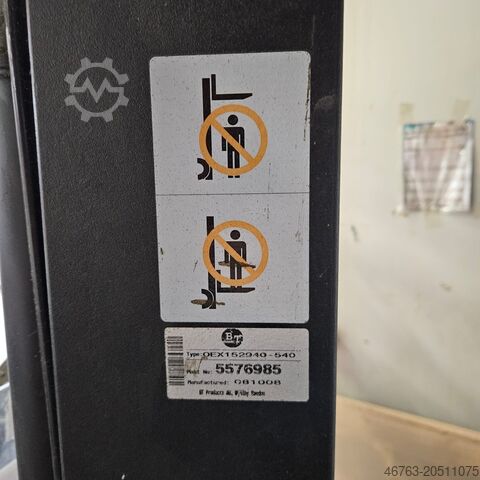 BT
Type: OEX152940-540
Mast No: 5576985
Manufactured: 081008
BT Products AB, Mjölby Sweden
46763-20511075